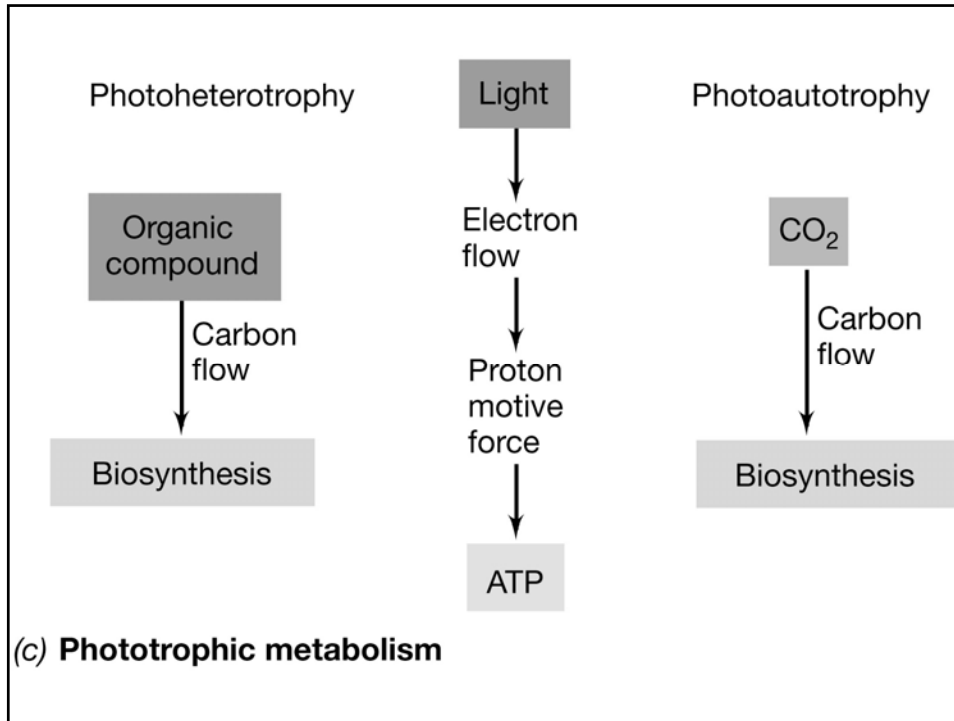 Photoheterotrophy
Organic
compound
Carbon
flow
Biosynthesis
Light
Electron
flow
Proton
motive
force
ATP
Photoautotrophy
CO₂
Carbon
flow
Biosynthesis
(c) Phototrophic metabolism